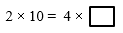 2 × 10 = 4 ×